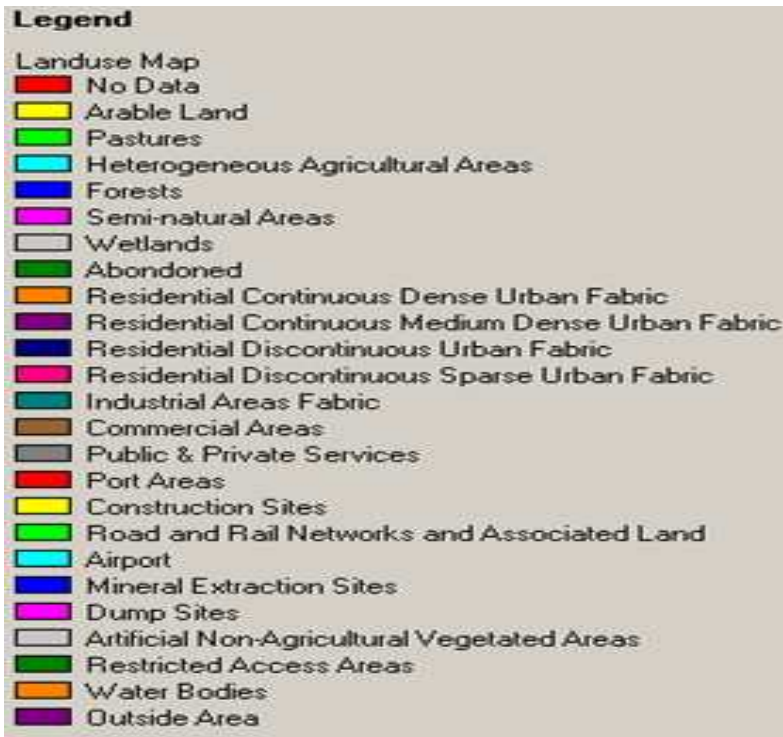 Legend
Landuse Map
No Data
Arable Land
Pastures
Heterogeneous Agricultural Areas
Forests
Semi-natural Areas
Wetlands
Abondoned
Residential Continuous Dense Urban Fabric
Residential Continuous Medium Dense Urban Fabric
Residential Discontinuous Urban Fabric
Residential Discontinuous Sparse Urban Fabric
Industrial Areas Fabric
Commercial Areas
Public & Private Services
Port Areas
Construction Sites
Road and Rail Networks and Associated Land
Airport
Mineral Extraction Sites
Dump Sites
Artificial Non-Agricultural Vegetated Areas
Restricted Access Areas
Water Bodies
Outside Area